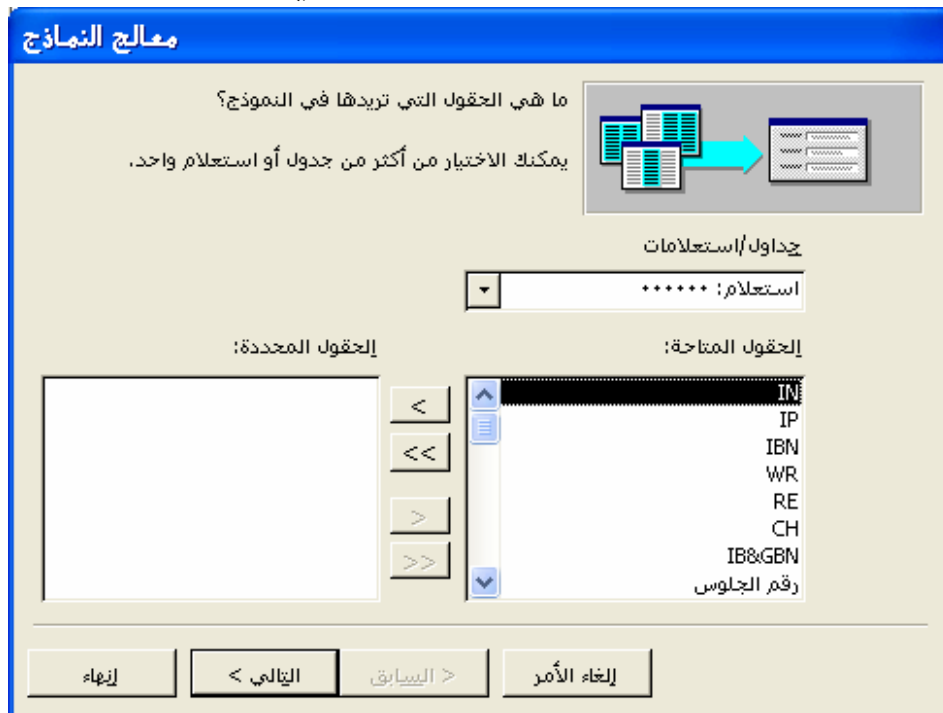 معالج النماذج
ما هي الحقول التي تريدها في النموذج؟
يمكنك الاختيار من أكثر من جدول أو استعلام واحد.
جداول/استعلامات
استعلام: ••••••
الحقول المتاحة:
الحقول المحددة:
IN
IP
IBN
WR
RE
CH
IB&GBN
رقم الجلوس
<
<<
>
>>
إلغاء الأمر
< السابق
التالي >
إنهاء